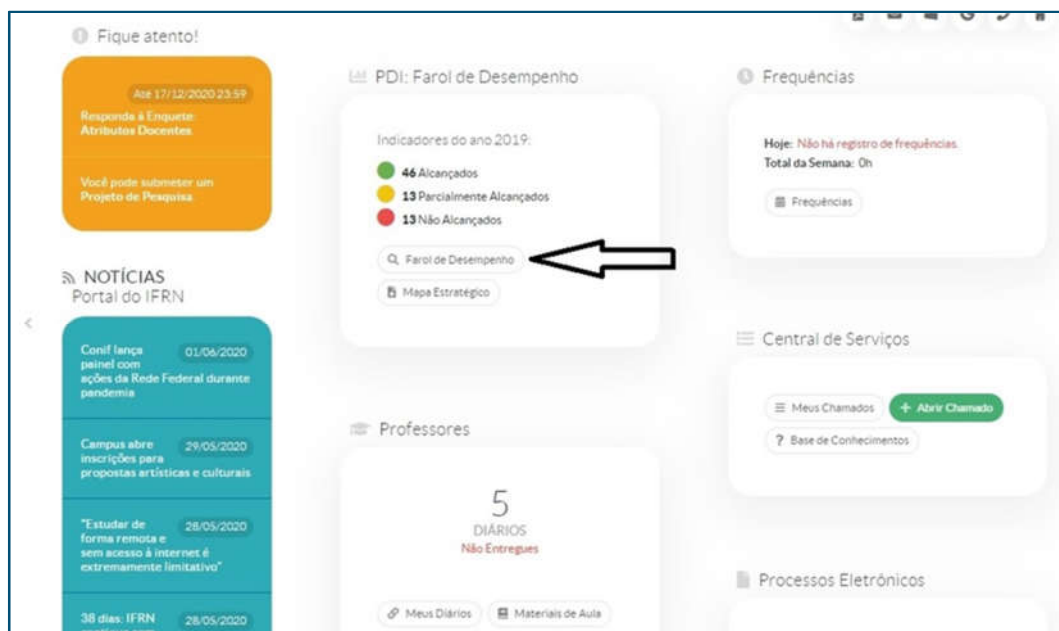 Fique atento!
Até 17/12/2020 23:59
Responda à Enquete:
Atributos Docentes
Você pode submeter um
Projeto de Pesquisa.
NOTÍCIAS
Portal do IFRN
Conif lança 01/06/2020
painel com
ações da Rede Federal durante
pandemia
Campus abre 29/05/2020
inscrições para
propostas artísticas e culturais
"Estudar de 28/05/2020
forma remota e
sem acesso à internet é
extremamente limitativo"
38 dias: IFRN 28/05/2020
PDI: Farol de Desempenho
Indicadores do ano 2019:
46 Alcançados
13 Parcialmente Alcançados
13 Não Alcançados
Farol de Desempenho
Mapa Estratégico
Professores
5
DIÁRIOS
Não Entregues
Meus Diários Materiais de Aula
Frequências
Hoje: Não há registro de frequências.
Total da Semana: 0h
Frequências
Central de Serviços
Meus Chamados + Abrir Chamado
? Base de Conhecimentos
Processos Eletrônicos